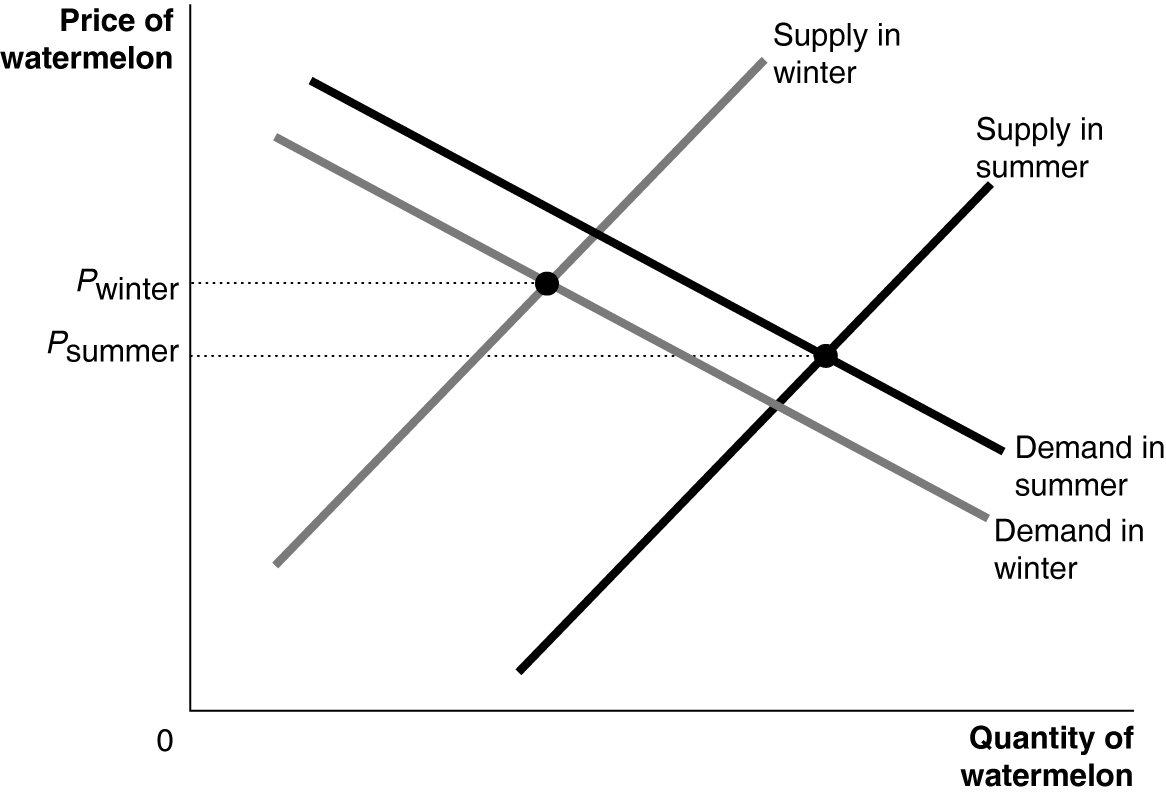 Price of
watermelon
Supply in
winter
Supply in
summer
Pwinter
Psummer
Demand in
summer
Demand in
winter
0
Quantity of
watermelon